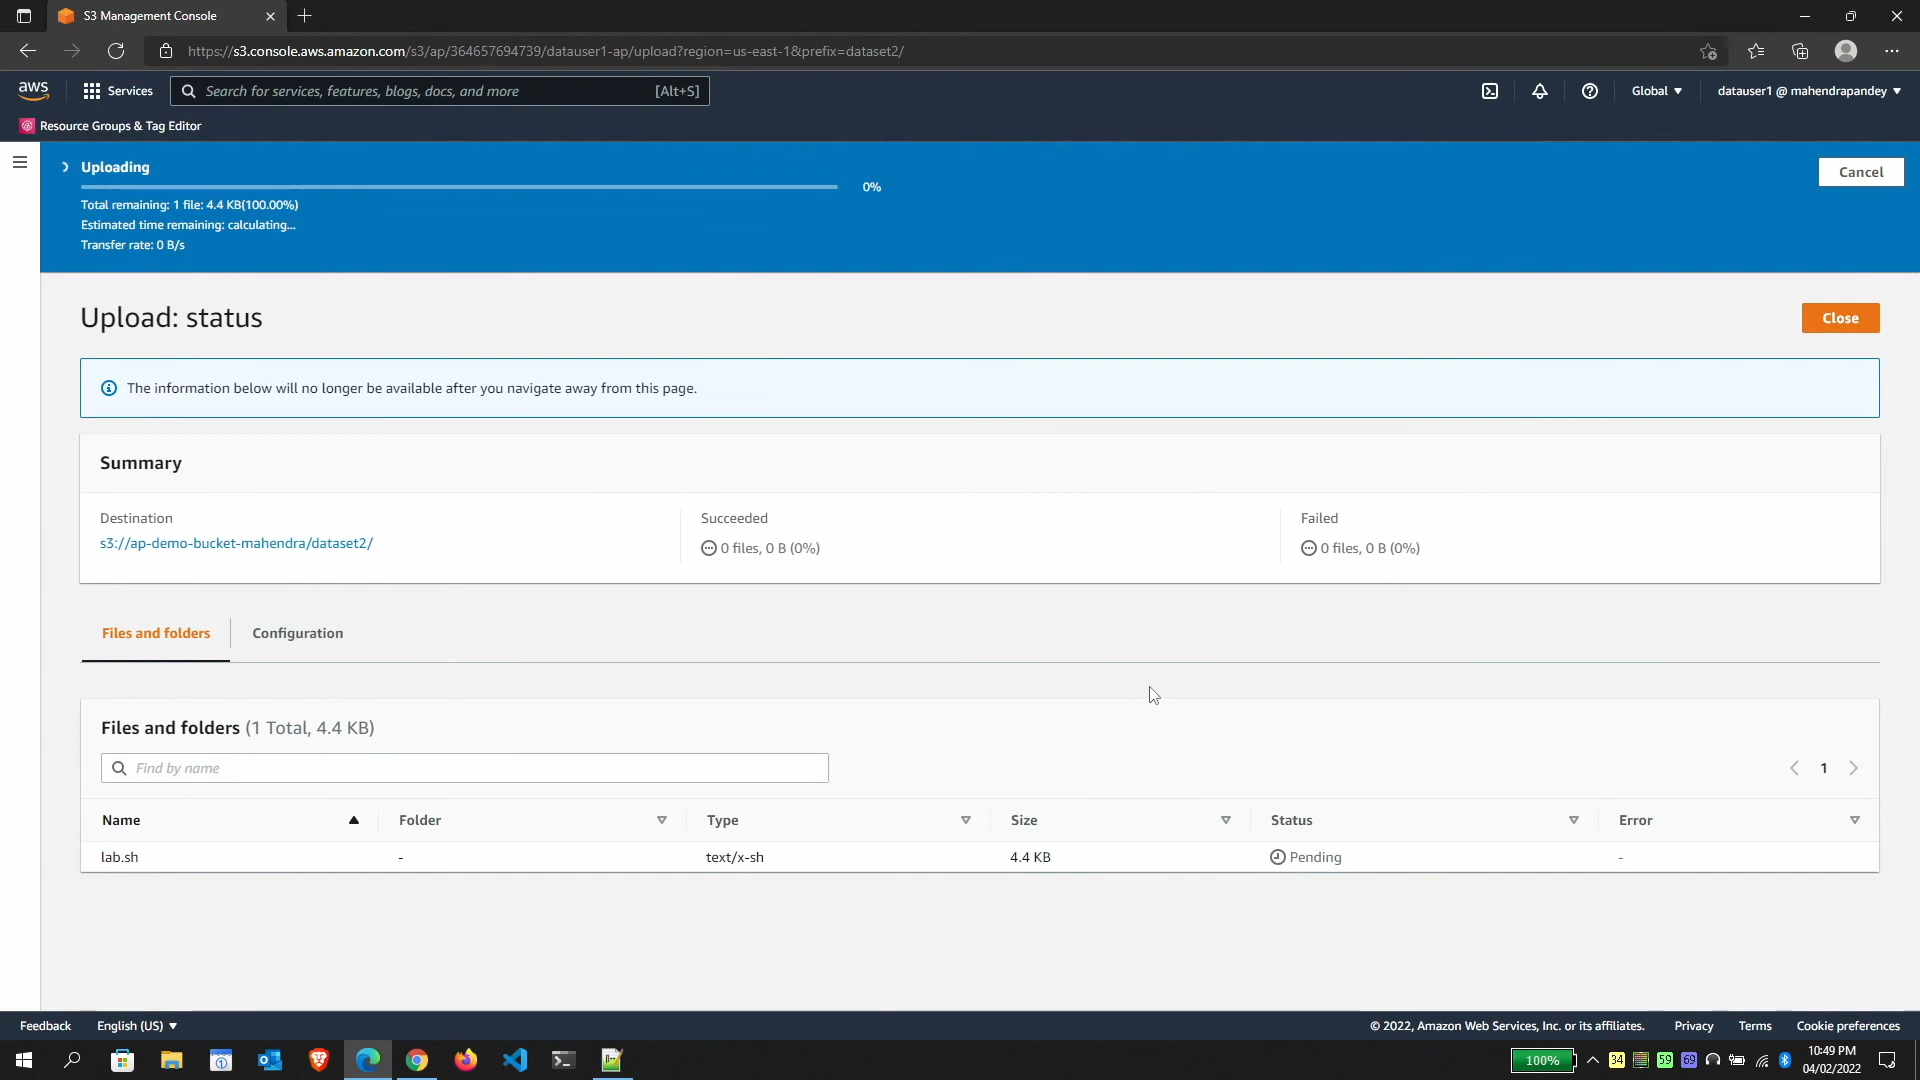 S3 Management Console
https://s3.console.aws.amazon.com/s3/ap/364657694739/datauser1-ap/upload?region=us-east-1&prefix=dataset2/
aws
Services
Search for services, features, blogs, docs, and more
[Alt+S]
Global
datauser1 @ mahendrapandey
Resource Groups & Tag Editor
Uploading
0%
Cancel
Total remaining: 1 file: 4.4 KB(100.00%)
Estimated time remaining: calculating...
Transfer rate: 0 B/s
Upload: status
Close
The information below will no longer be available after you navigate away from this page.
Summary
Destination
Succeeded
Failed
s3://ap-demo-bucket-mahendra/dataset2/
0 files, 0 B (0%)
0 files, 0 B (0%)
Files and folders
Configuration
Files and folders (1 Total, 4.4 KB)
Find by name
1
Name
Folder
Type
Size
Status
Error
lab.sh
-
text/x-sh
4.4 KB
Pending
-
Feedback
English (US)
© 2022, Amazon Web Services, Inc. or its affiliates.
Privacy
Terms
Cookie preferences
100%
34
59
69
10:49 PM
04/02/2022